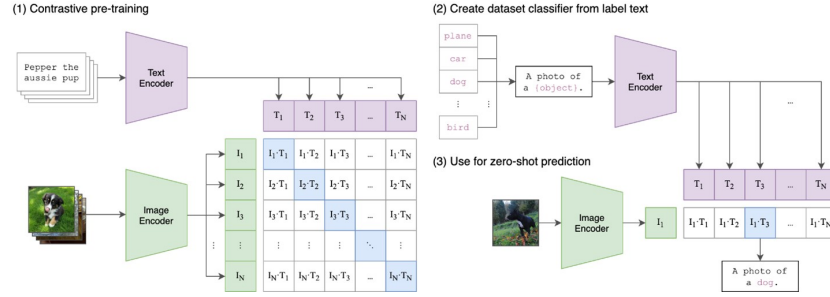 (1) Contrastive pre-training
Pepper the
aussie pup
Text
Encoder
...
T1 T2 T3 ... TN
I1 I1·T1 I1·T2 I1·T3 ... I1·TN
I2 I2·T1 I2·T2 I2·T3 ... I2·TN
I3 I3·T1 I3·T2 I3·T3 ... I3·TN
Image
Encoder
⋮ ⋮ ⋮ ⋮ ⋱ ⋮
IN IN·T1 IN·T2 IN·T3 ... IN·TN
(2) Create dataset classifier from label text
plane
car
dog
⋮ ⋮
bird
A photo of
a {object}.
Text
Encoder
...
(3) Use for zero-shot prediction
T1 T2 T3 ... TN
Image
Encoder
I1 I1·T1 I1·T2 I1·T3 ... I1·TN
A photo of
a dog.